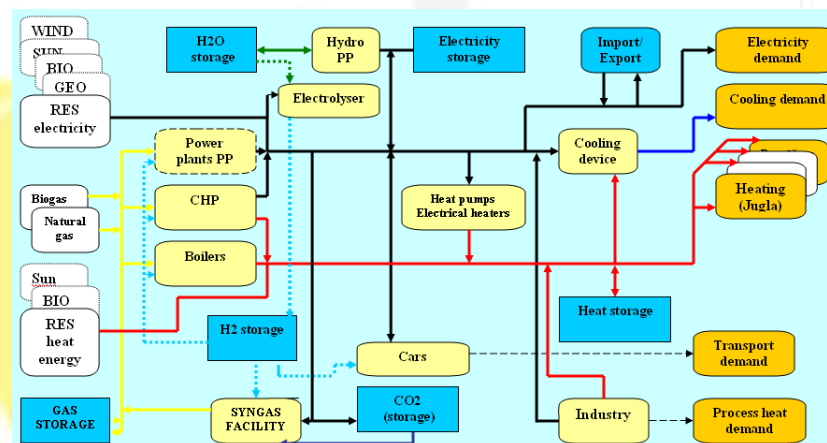 WIND
SUN
BIO
GEO
RES
electricity
H2O
storage
Hydro
PP
Electricity
storage
Import/
Export
Electricity
demand
Electrolyser
Cooling demand
Power
plants PP
Cooling
device
Biogas
Natural
gas
CHP
Heat pumps
Electrical heaters
Heating
(Jugla)
Boilers
Sun
BIO
RES
heat
energy
H2 storage
Heat storage
Cars
Transport
demand
GAS
STORAGE
SYNGAS
FACILITY
CO2
(storage)
Industry
Process heat
demand